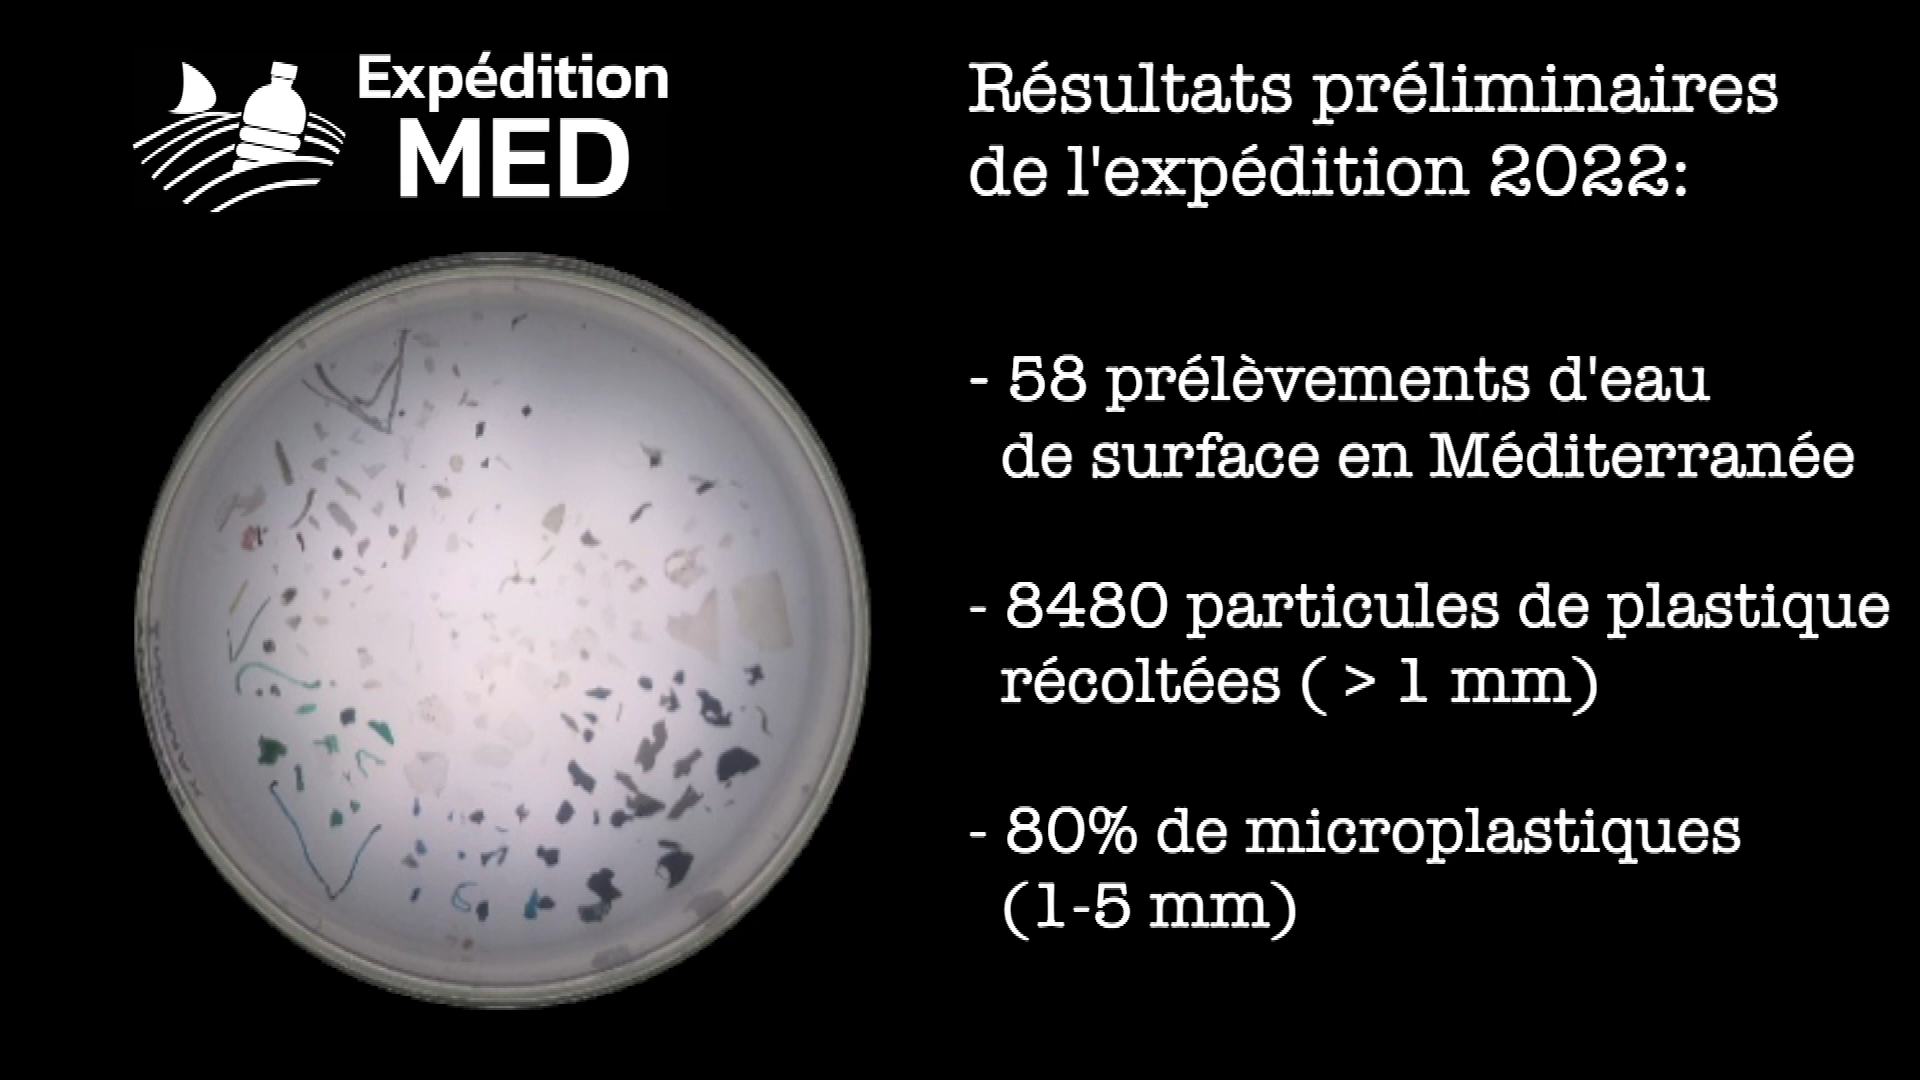 Expédition
MED
Résultats préliminaires
de l'expédition 2022:
- 58 prélèvements d'eau
de surface en Méditerranée
- 8480 particules de plastique
récoltées ( > 1 mm)
- 80% de microplastiques
(1-5 mm)